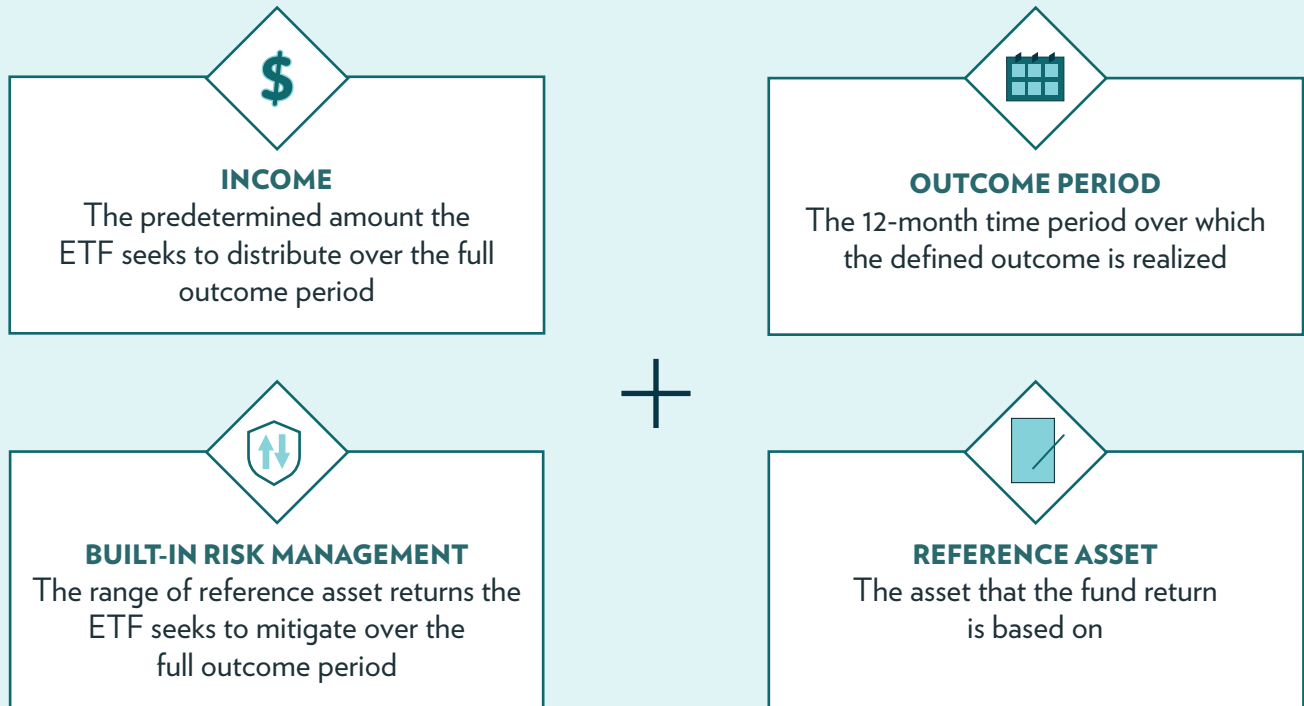 $
INCOME
The predetermined amount the
ETF seeks to distribute over the full
outcome period
OUTCOME PERIOD
The 12-month time period over which
the defined outcome is realized
+
BUILT-IN RISK MANAGEMENT
The range of reference asset returns the
ETF seeks to mitigate over the
full outcome period
REFERENCE ASSET
The asset that the fund return
is based on